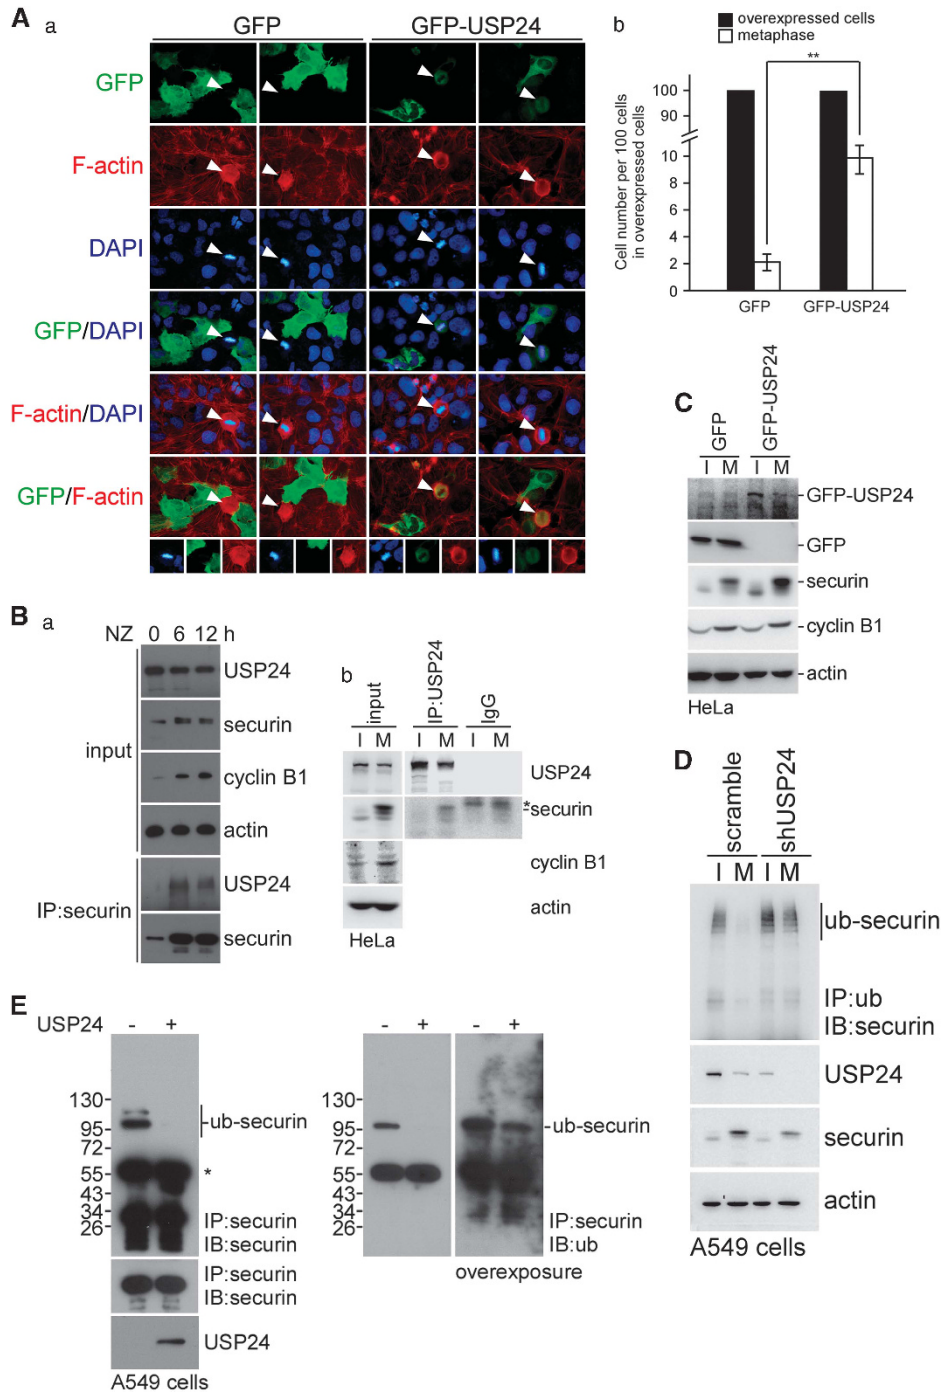 A a
GFP GFP-USP24
GFP
F-actin
DAPI
GFP/DAPI
F-actin/DAPI
GFP/F-actin
b
overexpressed cells
metaphase
**
Cell number per 100 cells
in overexpressed cells
100
90
10
8
6
4
2
0
GFP GFP-USP24
B a
NZ 0 6 12 h
input
USP24
securin
cyclin B1
actin
IP:securin
USP24
securin
b
input IP:USP24 IgG
I M I M I M
USP24
*
-securin
cyclin B1
actin
HeLa
C
GFP GFP-USP24
I M I M
-GFP-USP24
-GFP
-securin
-cyclin B1
-actin
HeLa
D
scramble shUSP24
I M I M
ub-securin
IP:ub
IB:securin
USP24
securin
actin
A549 cells
E
USP24 - +
130-
95-
72-
55-
43-
34-
26-
-ub-securin
*
IP:securin
IB:securin
IP:securin
IB:securin
USP24
A549 cells
- + - +
130-
95-
72-
55-
43-
34-
26-
-ub-securin
IP:securin
IB:ub
overexposure